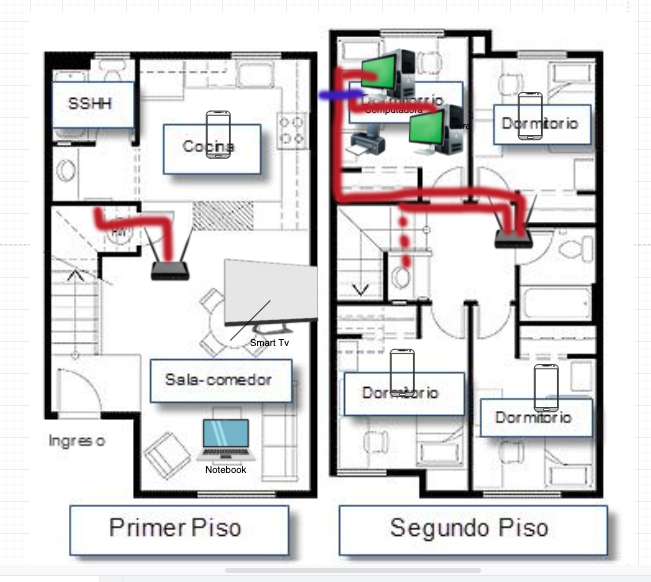 SSHH
Cocina
Smart Tv
Sala-comedor
Notebook
Ingreso
Primer Piso
Dormitorio
Computadora
Dormitorio
Dormitorio
Dormitorio
Segundo Piso